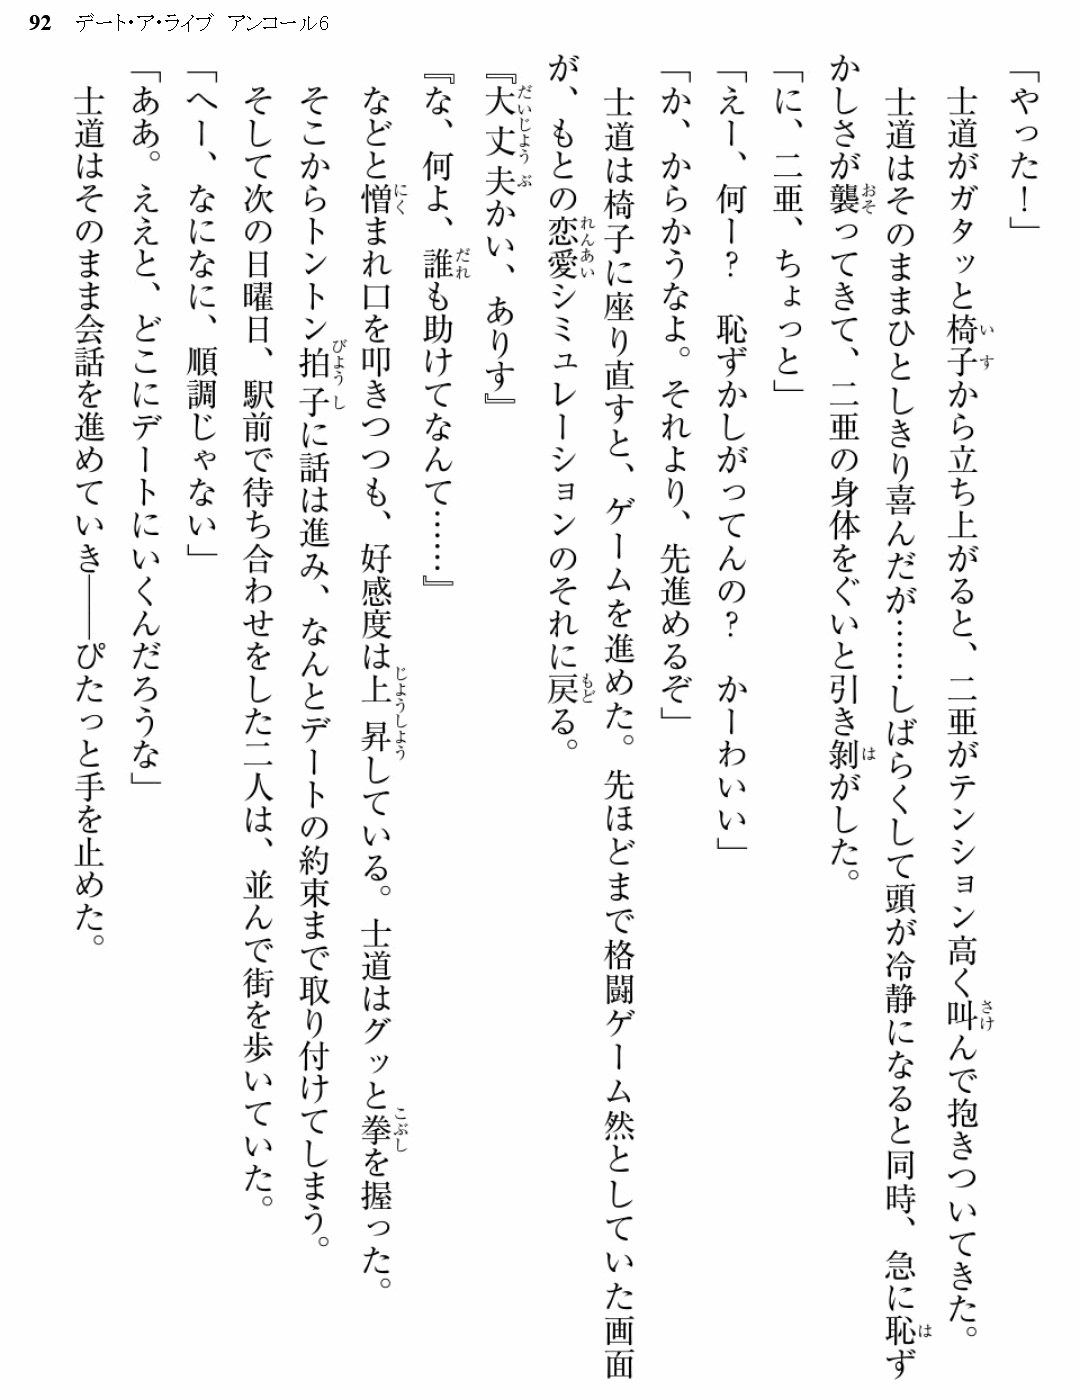 92 デート・ア・ライブ アンコール6
「やった！」
　士道がガタッと椅子から立ち上がると、二亜がテンション高く叫んで抱きついてきた。
　士道はそのままひとしきり喜んだが……しばらくして頭が冷静になると同時、急に恥ず
かしさが襲ってきて、二亜の身体をぐいと引き剝がした。
「に、二亜、ちょっと」
「えー、何ー？　恥ずかしがってんの？　かーわいい」
「か、からかうなよ。それより、先進めるぞ」
　士道は椅子に座り直すと、ゲームを進めた。先ほどまで格闘ゲーム然としていた画面
が、もとの恋愛シミュレーションのそれに戻る。
『大丈夫かい、ありす』
『な、何よ、誰も助けてなんて……』
　などと憎まれ口を叩きつつも、好感度は上昇している。士道はグッと拳を握った。
　そこからトントン拍子に話は進み、なんとデートの約束まで取り付けてしまう。
　そして次の日曜日、駅前で待ち合わせをした二人は、並んで街を歩いていた。
「へー、なになに、順調じゃない」
「ああ。ええと、どこにデートにいくんだろうな」
　士道はそのまま会話を進めていき――ぴたっと手を止めた。